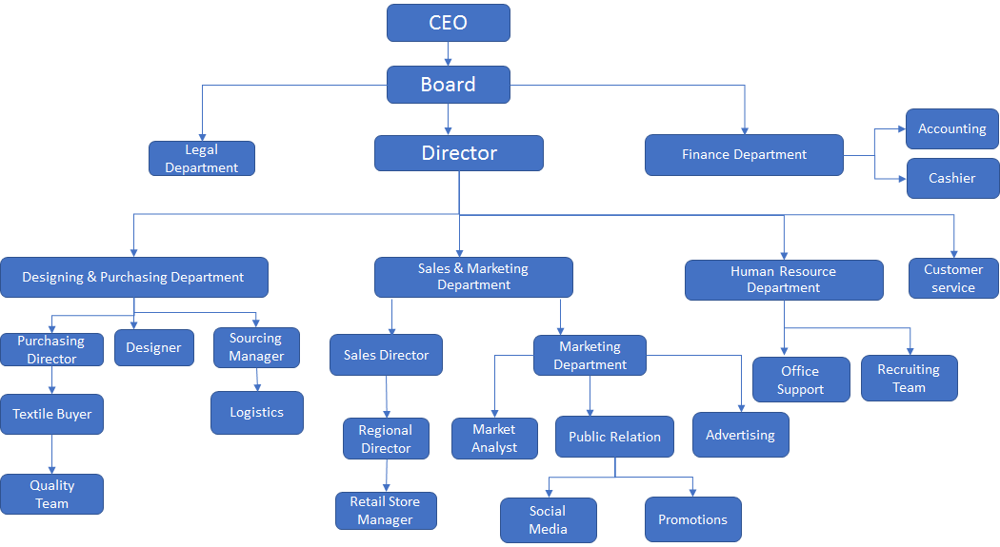 CEO
Board
Legal
Department
Director
Finance Department
Accounting
Cashier
Designing & Purchasing Department
Sales & Marketing
Department
Human Resource
Department
Customer
service
Purchasing
Director
Designer
Sourcing
Manager
Sales Director
Marketing
Department
Office
Support
Recruiting
Team
Textile Buyer
Logistics
Regional
Director
Market
Analyst
Public Relation
Advertising
Quality
Team
Retail Store
Manager
Social
Media
Promotions